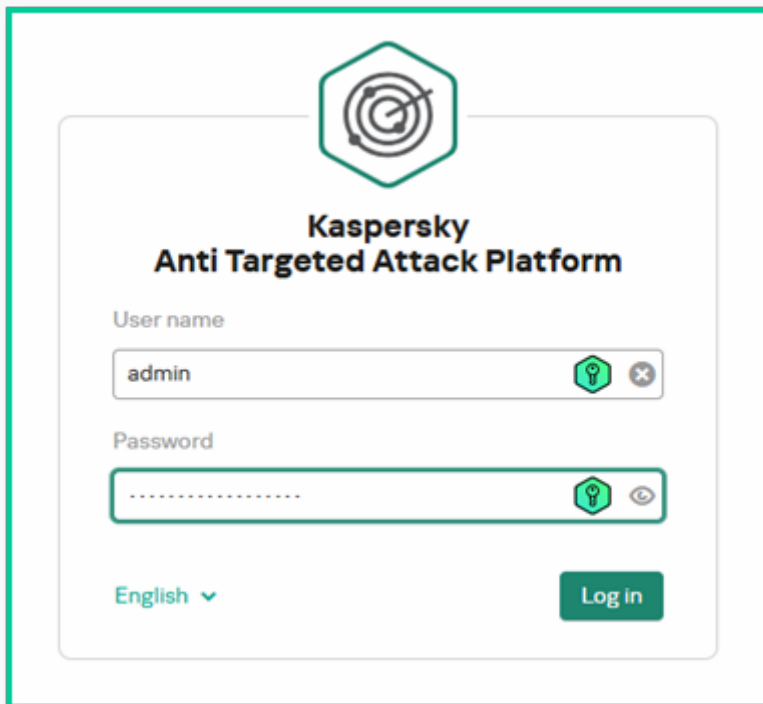 Kaspersky
Anti Targeted Attack Platform
User name
admin
Password
English
Log in